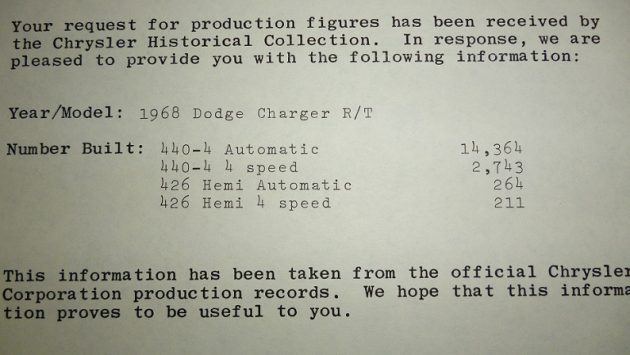 Your request for production figures has been received by
the Chrysler Historical Collection. In response, we are
pleased to provide you with the following information:
Year/Model: 1968 Dodge Charger R/T
Number Built: 440-4 Automatic 14,364
440-4 4 speed 2,743
426 Hemi Automatic 264
426 Hemi 4 speed 211
This information has been taken from the official Chrysler
Corporation production records. We hope that this informa
tion proves to be useful to you.